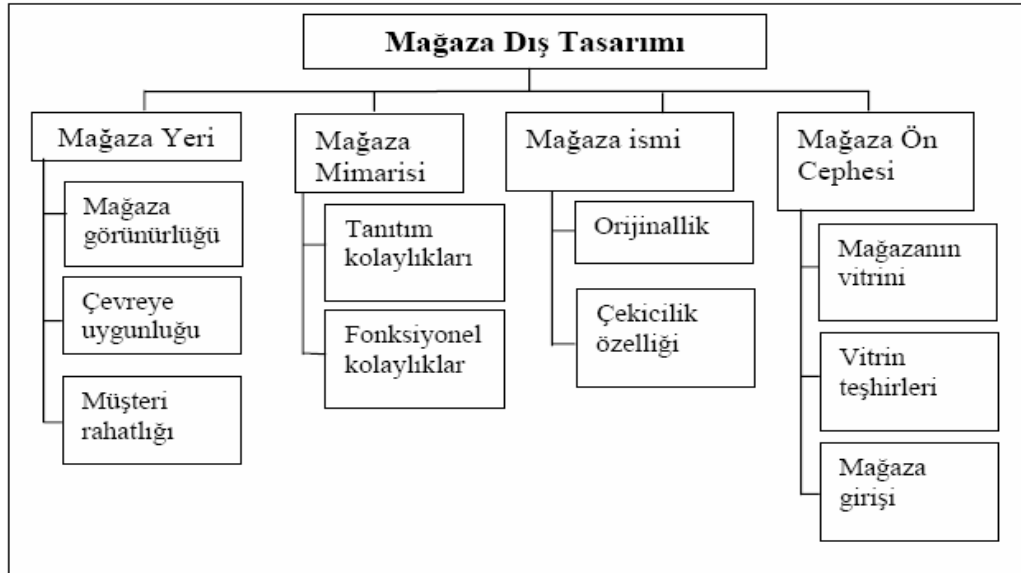 Mağaza Dış Tasarımı
Mağaza Yeri
Mağaza
görünürlüğü
Çevreye
uygunluğu
Müşteri
rahatlığı
Mağaza
Mimarisi
Tanıtım
kolaylıkları
Fonksiyonel
kolaylıklar
Mağaza ismi
Orijinallik
Çekicilik
özelliği
Mağaza Ön
Cephesi
Mağazanın
vitrini
Vitrin
teşhirleri
Mağaza
girişi